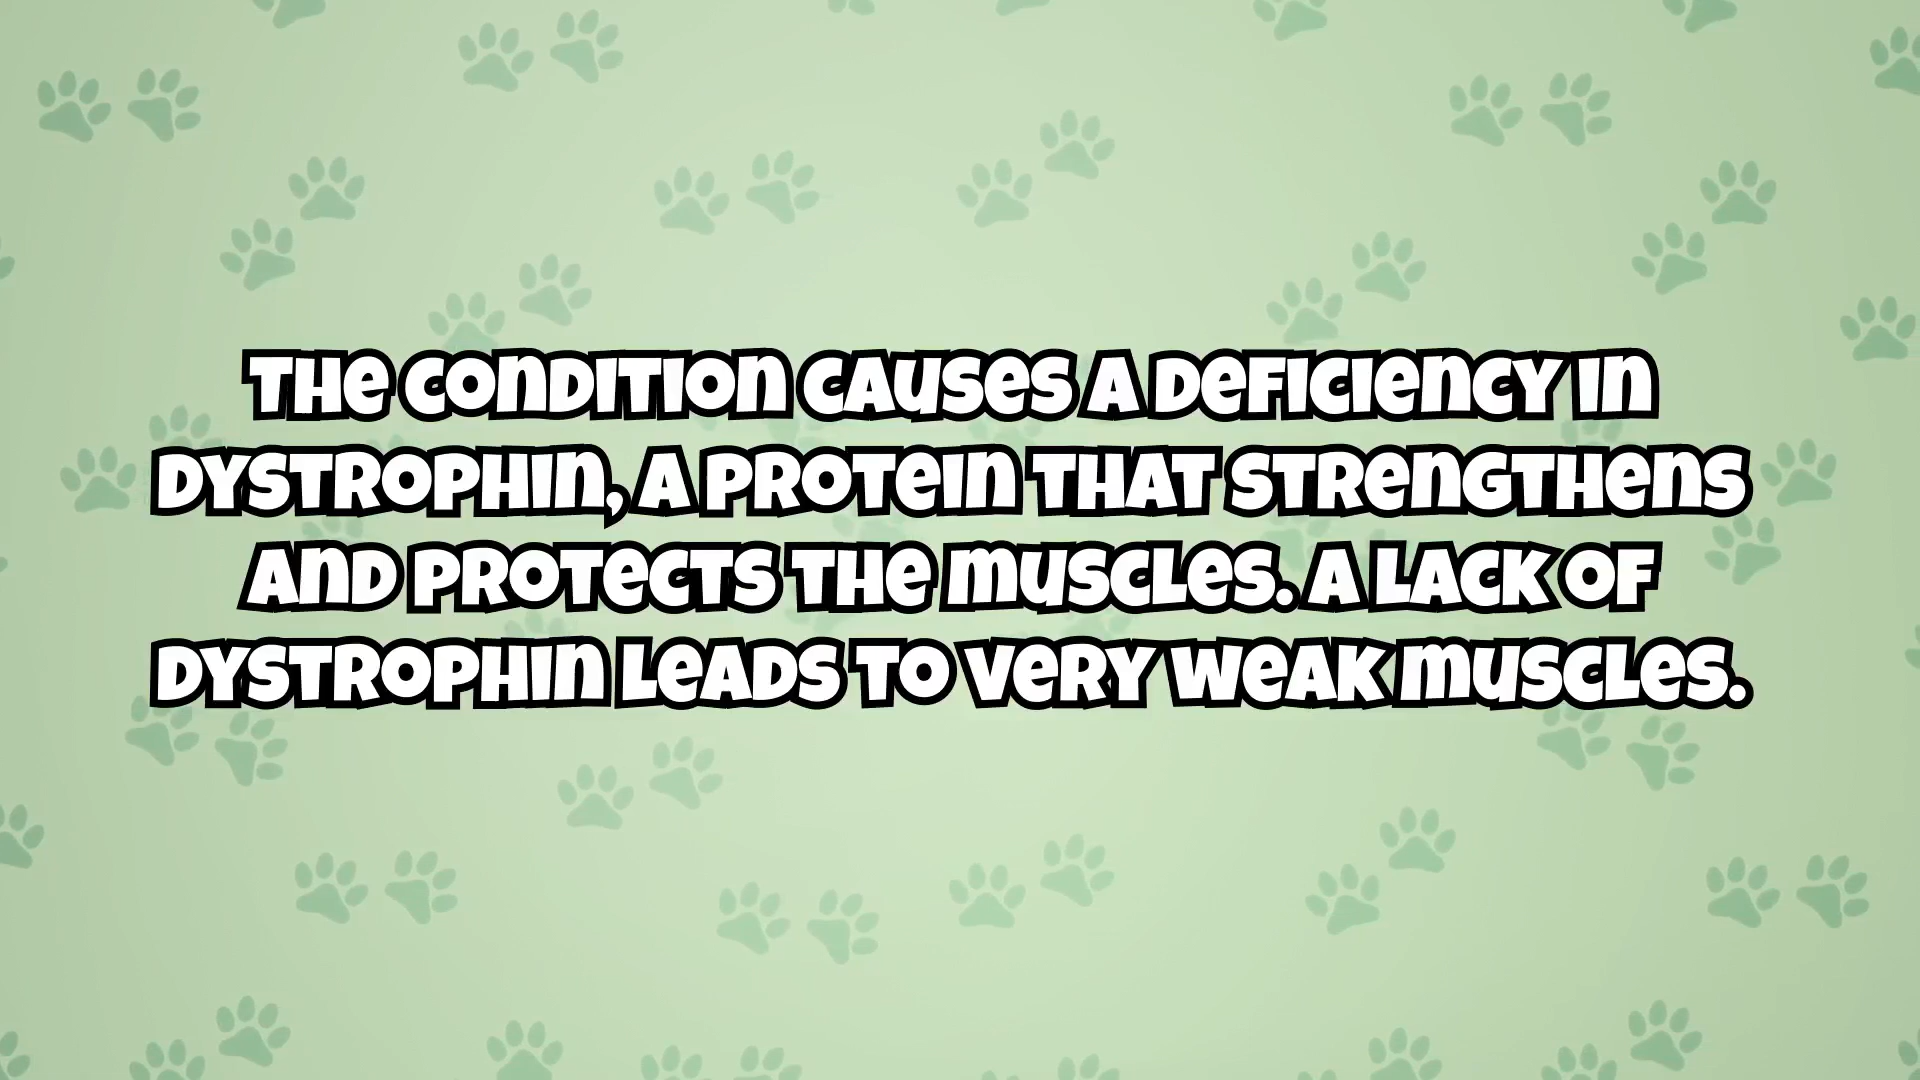 THE CONDITION CAUSES A DEFICIENCY IN
DYSTROPHIN, A PROTEIN THAT STRENGTHENS
AND PROTECTS THE MUSCLES. A LACK OF
DYSTROPHIN LEADS TO VERY WEAK MUSCLES.